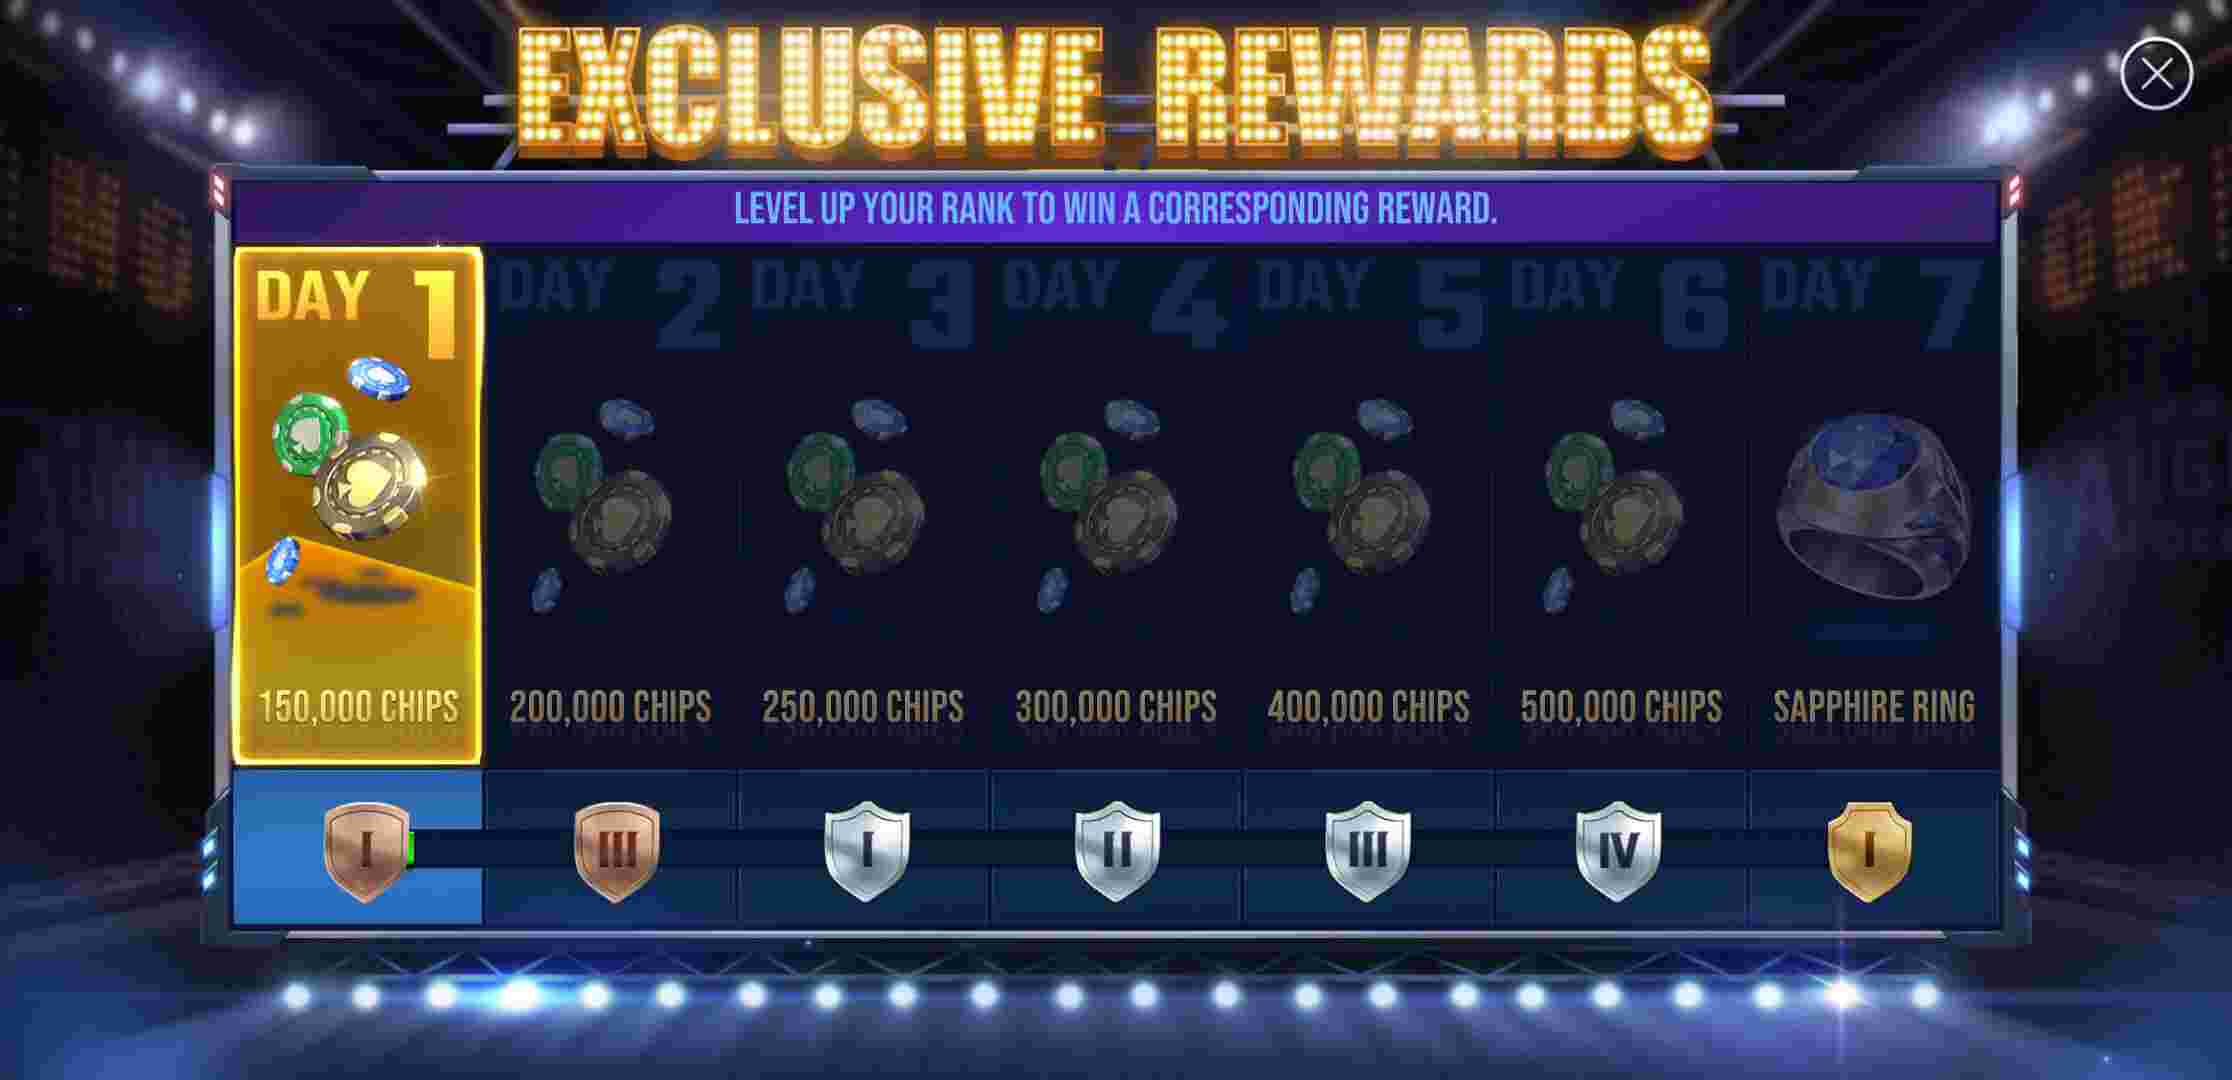 EXCLUSIVE REWARDS
LEVEL UP YOUR RANK TO WIN A CORRESPONDING REWARD.
DAY 1
DAY 2
DAY 3
DAY 4
DAY 5
DAY 6
DAY 7
150,000 CHIPS
200,000 CHIPS
250,000 CHIPS
300,000 CHIPS
400,000 CHIPS
500,000 CHIPS
SAPPHIRE RING
I
III
I
II
III
IV
I